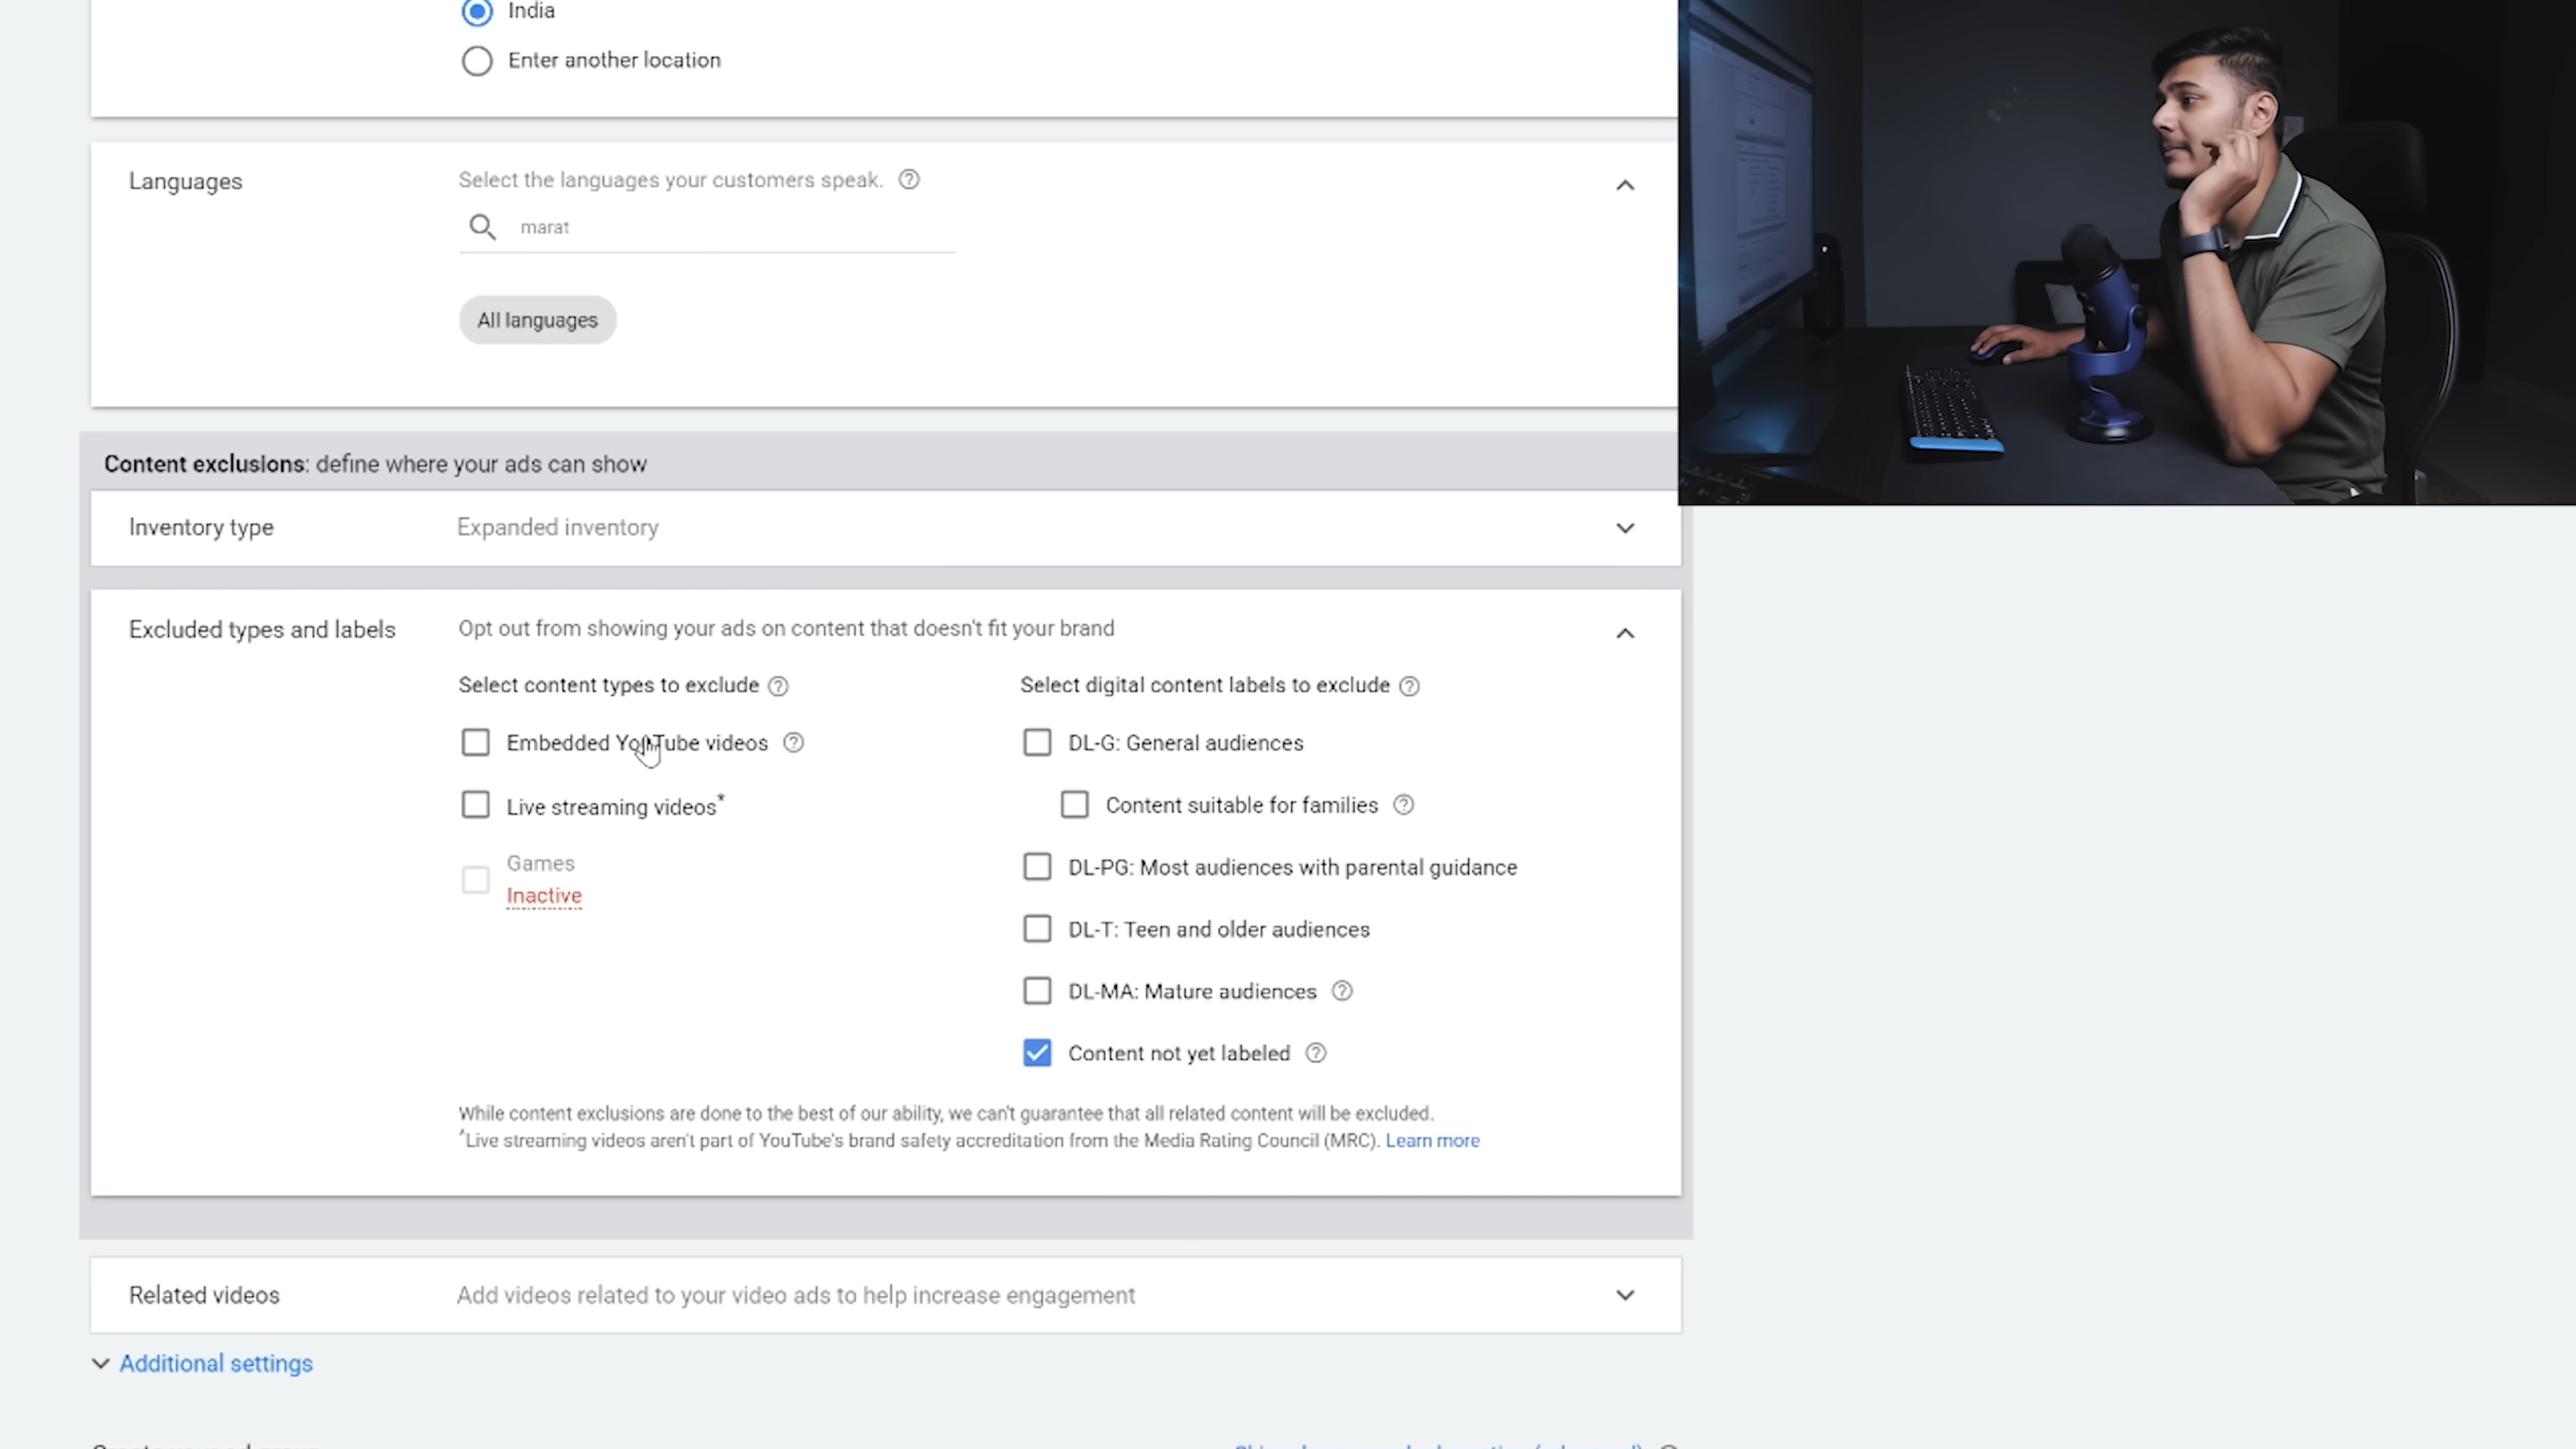 India
Enter another location
Languages
Select the languages your customers speak.
marat
All languages
Content exclusions: define where your ads can show
Inventory type
Expanded inventory
Excluded types and labels
Opt out from showing your ads on content that doesn't fit your brand
Select content types to exclude
Embedded YouTube videos
Live streaming videos*
Games
Inactive
Select digital content labels to exclude
DL-G: General audiences
Content suitable for families
DL-PG: Most audiences with parental guidance
DL-T: Teen and older audiences
DL-MA: Mature audiences
Content not yet labeled
While content exclusions are done to the best of our ability, we can't guarantee that all related content will be excluded.
*Live streaming videos aren't part of YouTube's brand safety accreditation from the Media Rating Council (MRC). Learn more
Related videos
Add videos related to your video ads to help increase engagement
Additional settings